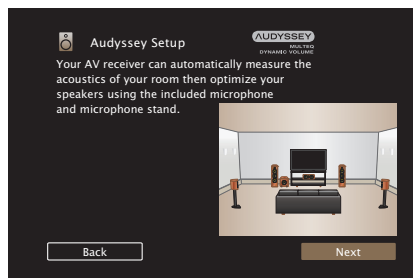 Audyssey Setup
AUDYSSEY
MULTEQ
DYNAMIC VOLUME
Your AV receiver can automatically measure the
acoustics of your room then optimize your
speakers using the included microphone
and microphone stand.
Back
Next